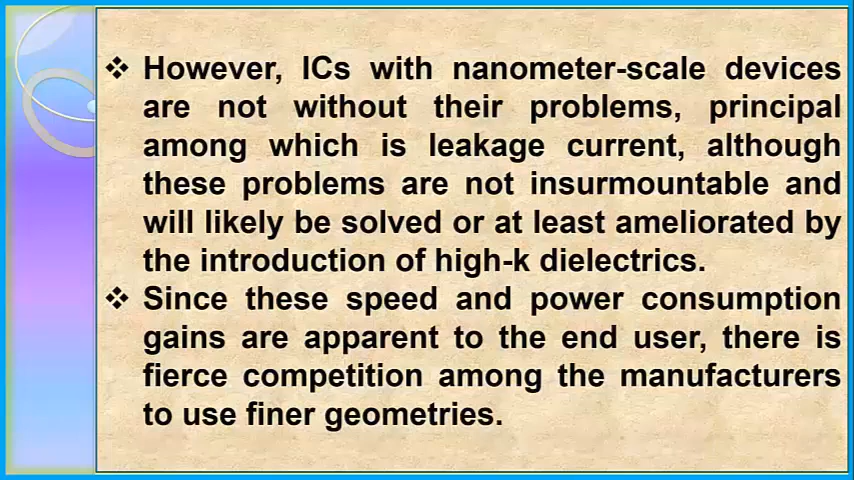 ❖ However, ICs with nanometer-scale devices
are not without their problems, principal
among which is leakage current, although
these problems are not insurmountable and
will likely be solved or at least ameliorated by
the introduction of high-k dielectrics.
❖ Since these speed and power consumption
gains are apparent to the end user, there is
fierce competition among the manufacturers
to use finer geometries.